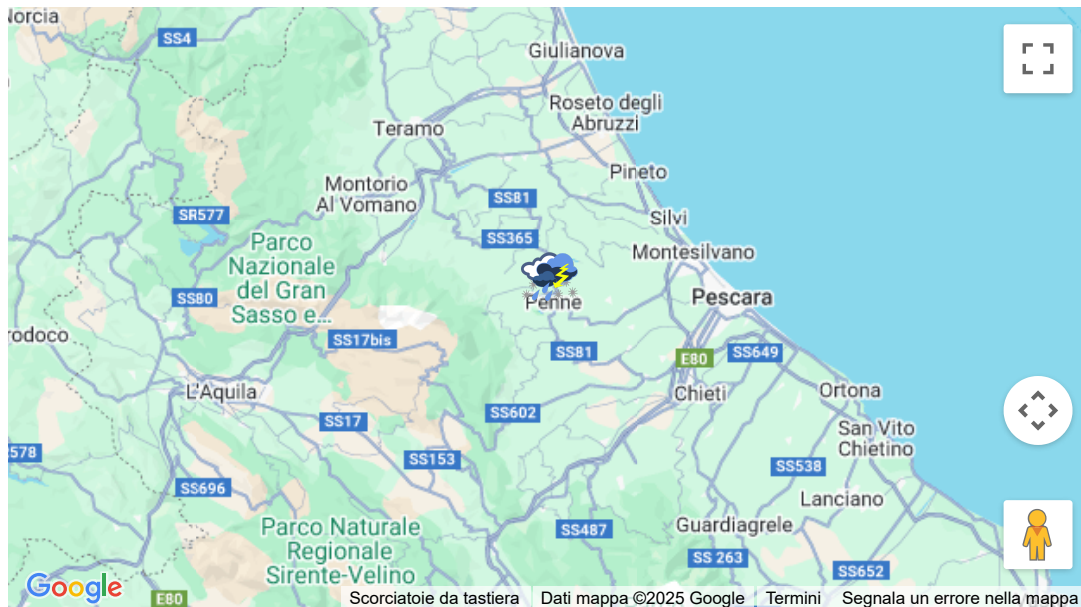 Norcia
SS4
Giulianova
Roseto degli
Abruzzi
Teramo
Pineto
Montorio
Al Vomano
SS81
SR577
Silvi
SS365
Parco
Nazionale
del Gran
Sasso e...
Montesilvano
SS80
Penne
Pescara
rodoco
SS17bis
SS81
E80
SS649
L'Aquila
Chieti
Ortona
SS17
SS602
San Vito
Chietino
578
SS153
SS538
SS696
Lanciano
Parco Naturale
Regionale
Sirente-Velino
SS487
Guardiagrele
SS 263
SS652
Google
E80
Scorciatoie da tastiera
Dati mappa ©2025 Google
Termini
Segnala un errore nella mappa